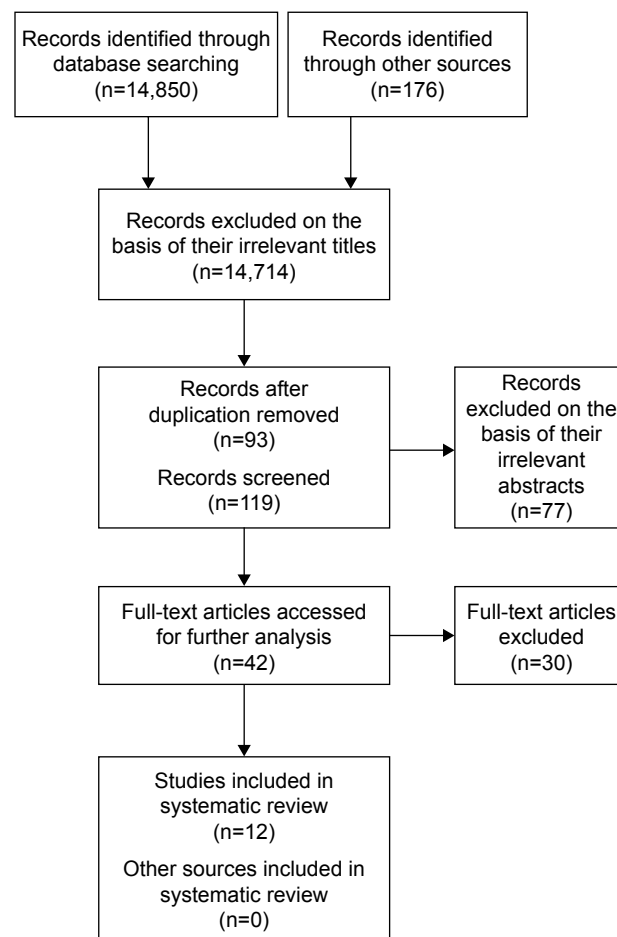 Records identified through
database searching
(n=14,850)
Records identified
through other sources
(n=176)
Records excluded on the
basis of their irrelevant titles
(n=14,714)
Records after
duplication removed
(n=93)
Records screened
(n=119)
Records
excluded on the
basis of their
irrelevant
abstracts
(n=77)
Full-text articles accessed
for further analysis
(n=42)
Full-text articles
excluded
(n=30)
Studies included in
systematic review
(n=12)
Other sources included in
systematic review
(n=0)